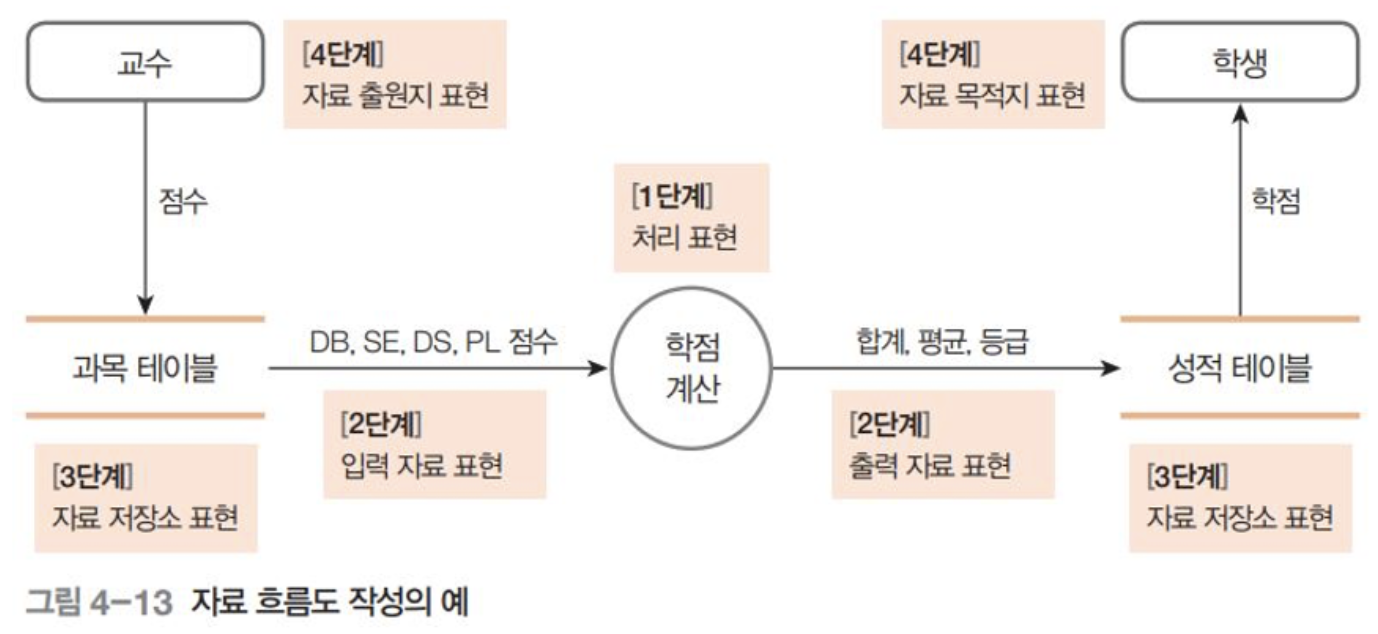 교수
[4단계]
자료 출원지 표현
[4단계]
자료 목적지 표현
학생
점수
[1단계]
처리 표현
학점
DB, SE, DS, PL 점수
합계, 평균, 등급
과목 테이블
학점
계산
성적 테이블
[2단계]
입력 자료 표현
[2단계]
출력 자료 표현
[3단계]
자료 저장소 표현
[3단계]
자료 저장소 표현
그림 4-13 자료 흐름도 작성의 예